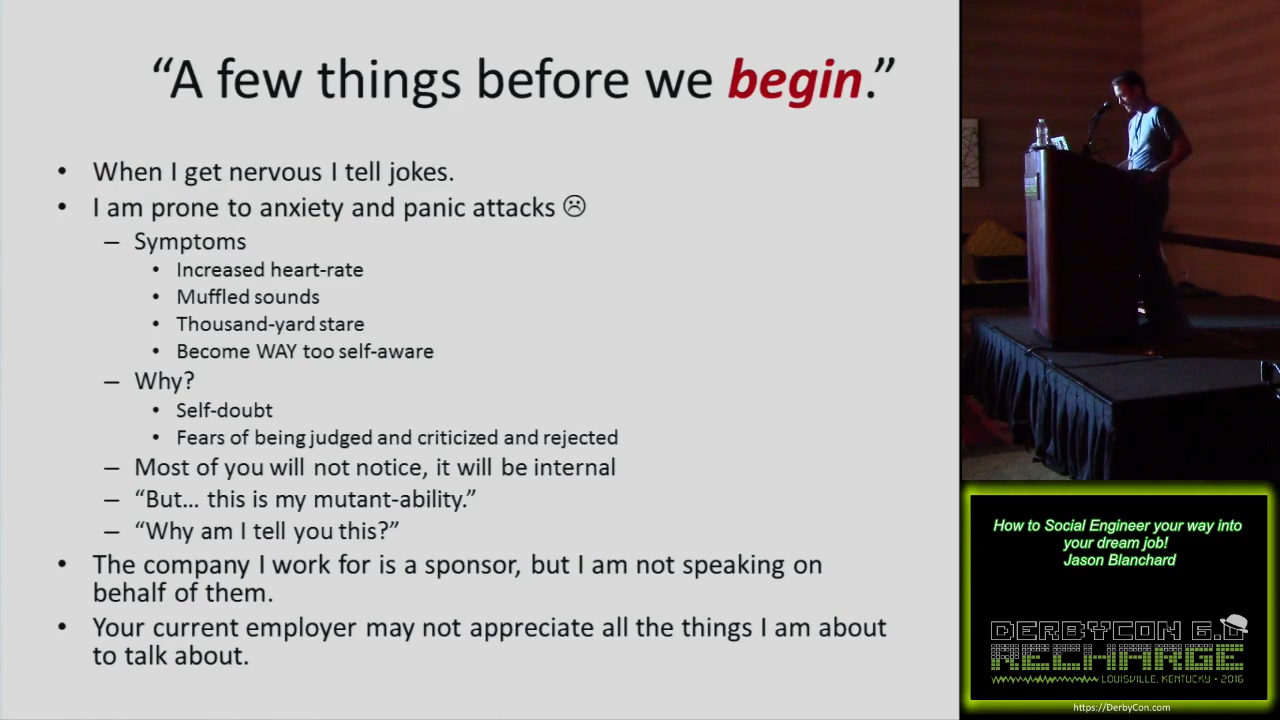 “A few things before we begin.”
• When I get nervous I tell jokes.
• I am prone to anxiety and panic attacks ☹
– Symptoms
• Increased heart-rate
• Muffled sounds
• Thousand-yard stare
• Become WAY too self-aware
– Why?
• Self-doubt
• Fears of being judged and criticized and rejected
– Most of you will not notice, it will be internal
– “But... this is my mutant-ability.”
– “Why am I tell you this?”
• The company I work for is a sponsor, but I am not speaking on
behalf of them.
• Your current employer may not appreciate all the things I am about
to talk about.
How to Social Engineer your way into
your dream job!
Jason Blanchard
DERBYCON 6.0
RECHARGE
LOUISVILLE, KENTUCKY • 2016
https://DerbyCon.com